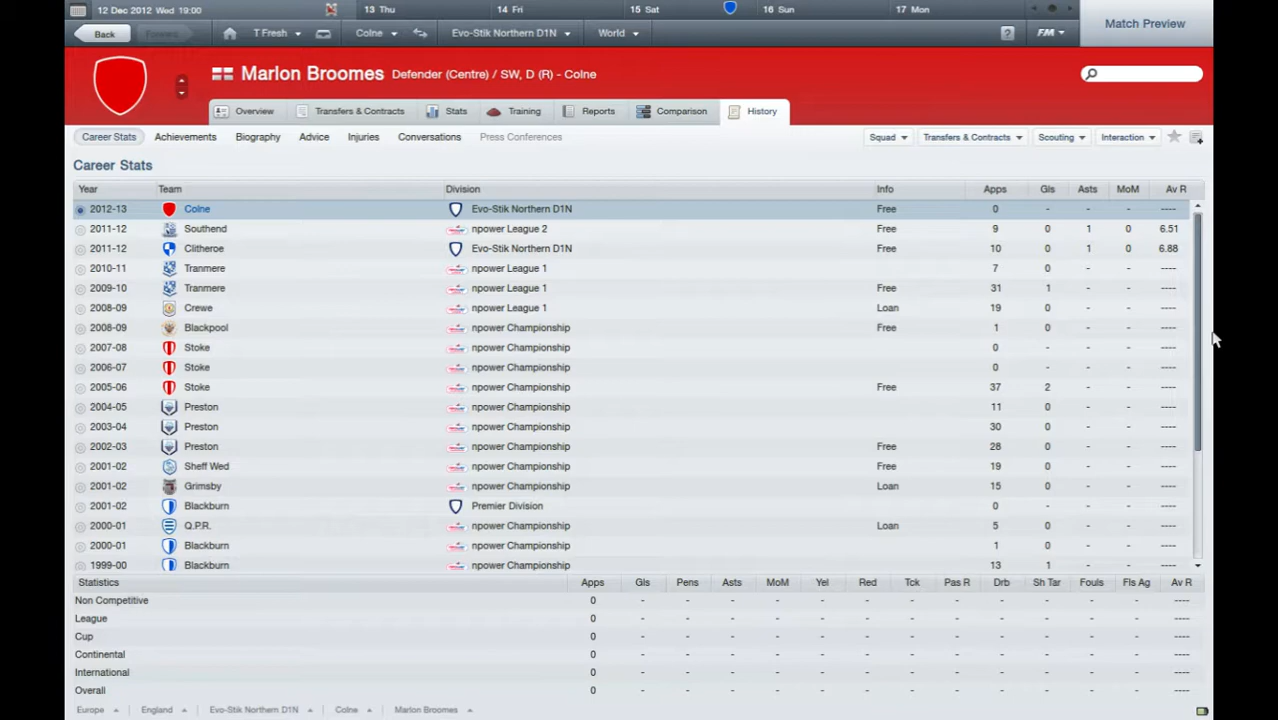 12 Dec 2012 Wed 19:00 13 Thu 14 Fri 15 Sat 16 Sun 17 Mon Match Preview
Back Forward T Fresh Colne Evo-Stik Northern D1N World ? FM
Marlon Broomes Defender (Centre) / SW, D (R) - Colne
Overview Transfers & Contracts Stats Training Reports Comparison History
Career Stats Achievements Biography Advice Injuries Conversations Press Conferences Squad Transfers & Contracts Scouting Interaction
Career Stats
Year Team Division Info Apps Gls Asts MoM Av R
2012-13 Colne Evo-Stik Northern D1N Free 0 - - - ----
2011-12 Southend npower League 2 Free 9 0 1 0 6.51
2011-12 Clitheroe Evo-Stik Northern D1N Free 10 0 1 0 6.88
2010-11 Tranmere npower League 1 7 0 - - ----
2009-10 Tranmere npower League 1 Free 31 1 - - ----
2008-09 Crewe npower League 1 Loan 19 0 - - ----
2008-09 Blackpool npower Championship Free 1 0 - - ----
2007-08 Stoke npower Championship 0 - - - ----
2006-07 Stoke npower Championship 0 - - - ----
2005-06 Stoke npower Championship Free 37 2 - - ----
2004-05 Preston npower Championship 11 0 - - ----
2003-04 Preston npower Championship 30 0 - - ----
2002-03 Preston npower Championship Free 28 0 - - ----
2001-02 Sheff Wed npower Championship Free 19 0 - - ----
2001-02 Grimsby npower Championship Loan 15 0 - - ----
2001-02 Blackburn Premier Division 0 - - - ----
2000-01 Q.P.R. npower Championship Loan 5 0 - - ----
2000-01 Blackburn npower Championship 1 0 - - ----
1999-00 Blackburn npower Championship 13 1 - - ----
Statistics Apps Gls Pens Asts MoM Yel Red Tck Pas R Drb Sh Tar Fouls Fls Ag Av R
Non Competitive 0 - - - - - - - - - - - - ----
League 0 - - - - - - - - - - - - ----
Cup 0 - - - - - - - - - - - - ----
Continental 0 - - - - - - - - - - - - ----
International 0 - - - - - - - - - - - - ----
Overall 0 - - - - - - - - - - - - ----
Europe England Evo-Stik Northern D1N Colne Marlon Broomes